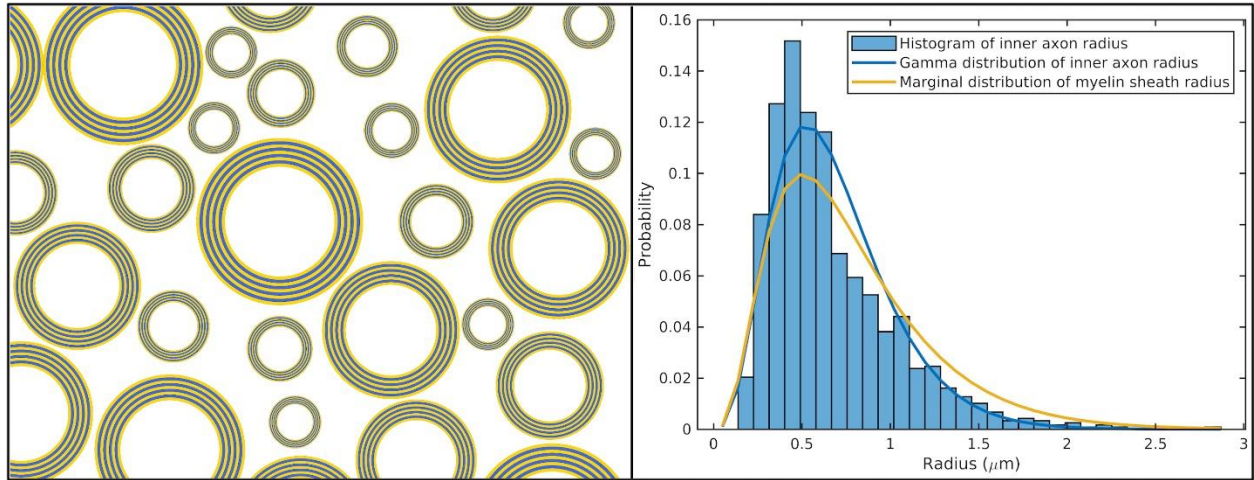 0.16
Histogram of inner axon radius
Gamma distribution of inner axon radius
Marginal distribution of myelin sheath radius
0.14
0.12
0.1
0.08
0.06
0.04
0.02
0
Probability
0 0.5 1 1.5 2 2.5 3
Radius (μm)